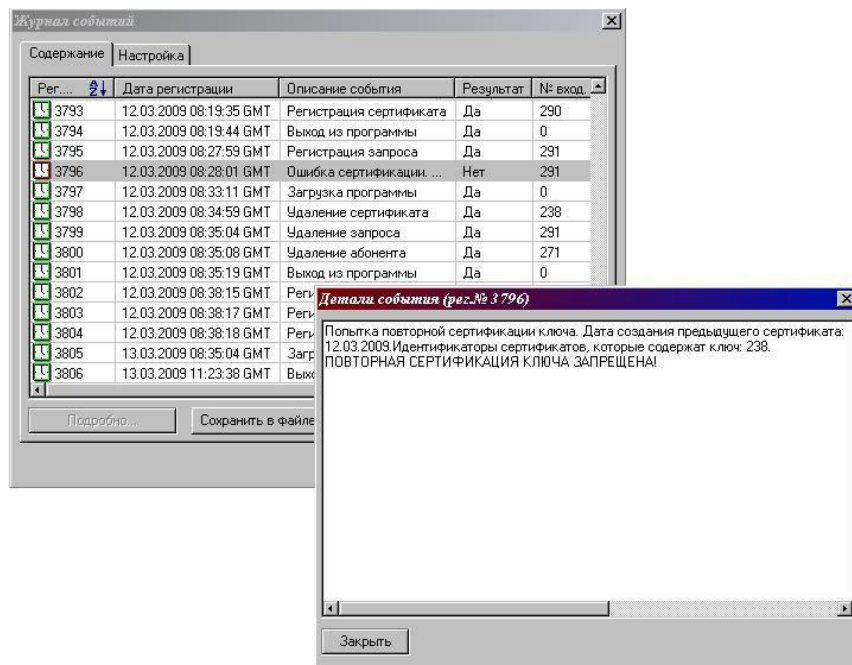 Журнал событий
Содержание Настройка
Рег.... Дата регистрации Описание события Результат № вход.
3793 12.03.2009 08:19:35 GMT Регистрация сертификата Да 290
3794 12.03.2009 08:19:44 GMT Выход из программы Да 0
3795 12.03.2009 08:27:59 GMT Регистрация запроса Да 291
3796 12.03.2009 08:28:01 GMT Ошибка сертификации. ... Нет 291
3797 12.03.2009 08:33:11 GMT Загрузка программы Да 0
3798 12.03.2009 08:34:59 GMT Удаление сертификата Да 238
3799 12.03.2009 08:35:04 GMT Удаление запроса Да 291
3800 12.03.2009 08:35:08 GMT Удаление абонента Да 271
3801 12.03.2009 08:35:19 GMT Выход из программы Да 0
3802 12.03.2009 08:38:15 GMT Реги
3803 12.03.2009 08:38:17 GMT Реги
3804 12.03.2009 08:38:18 GMT Реги
3805 13.03.2009 08:35:04 GMT Загр
3806 13.03.2009 11:23:38 GMT Выхо
Подробно... Сохранить в файле
Детали события (рег.№ 3796)
Попытка повторной сертификации ключа. Дата создания предыдущего сертификата:
12.03.2009.Идентификаторы сертификатов, которые содержат ключ: 238.
ПОВТОРНАЯ СЕРТИФИКАЦИЯ КЛЮЧА ЗАПРЕЩЕНА!
Закрыть